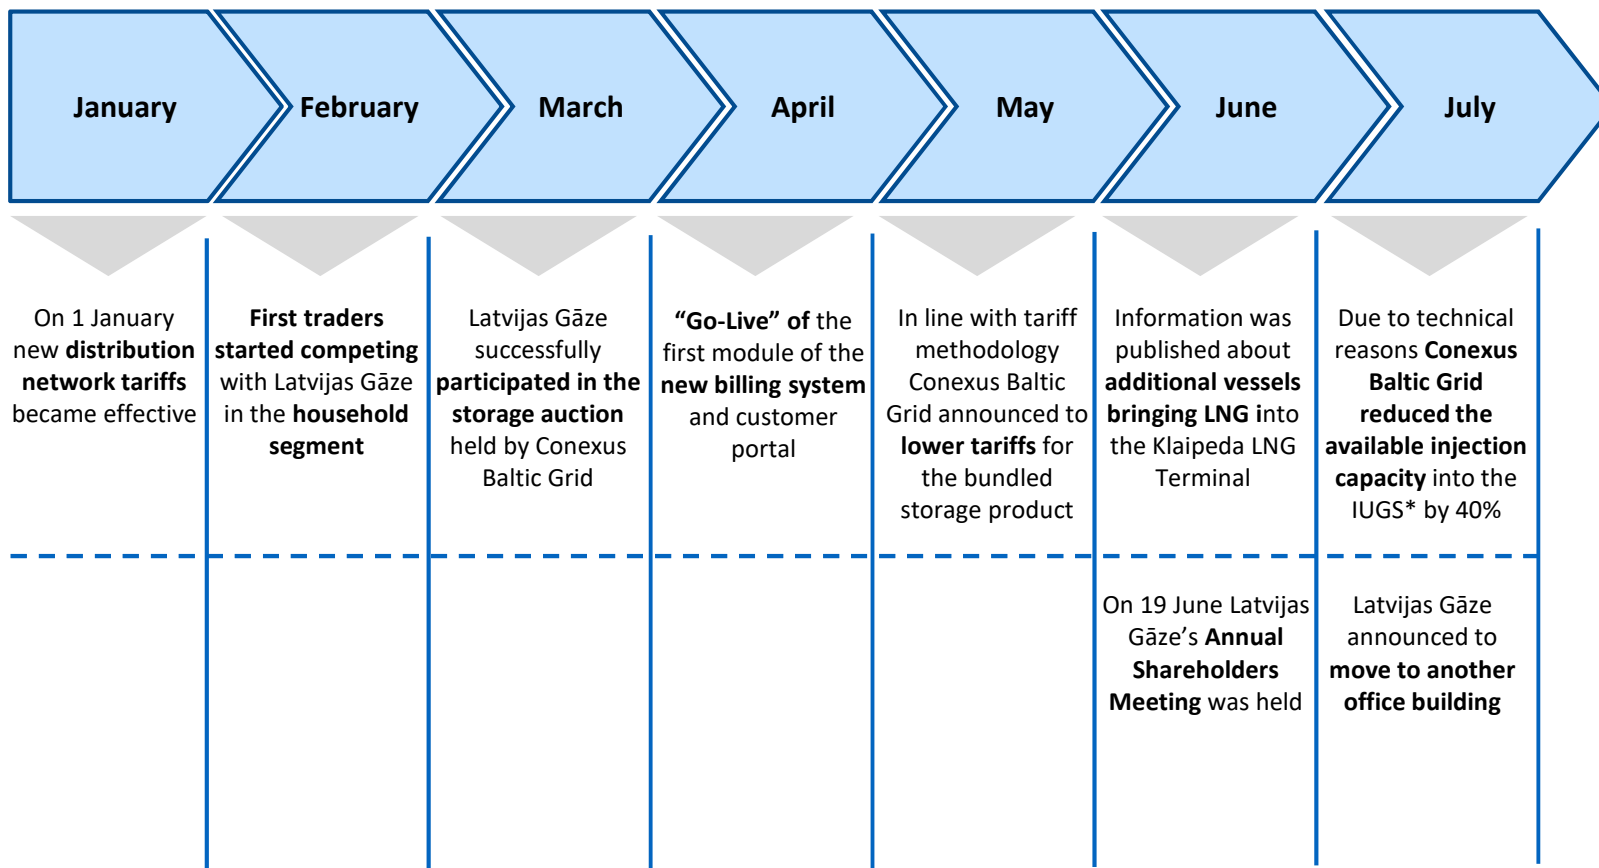 January
February
March
April
May
June
July
On 1 January
new distribution
network tariffs
became effective
First traders
started competing
with Latvijas Gāze
in the household
segment
Latvijas Gāze
successfully
participated in the
storage auction
held by Conexus
Baltic Grid
“Go-Live” of the
first module of the
new billing system
and customer
portal
In line with tariff
methodology
Conexus Baltic
Grid announced to
lower tariffs for
the bundled
storage product
Information was
published about
additional vessels
bringing LNG into
the Klaipeda LNG
Terminal
Due to technical
reasons Conexus
Baltic Grid
reduced the
available injection
capacity into the
IUGS* by 40%
On 19 June Latvijas
Gāze’s Annual
Shareholders
Meeting was held
Latvijas Gāze
announced to
move to another
office building